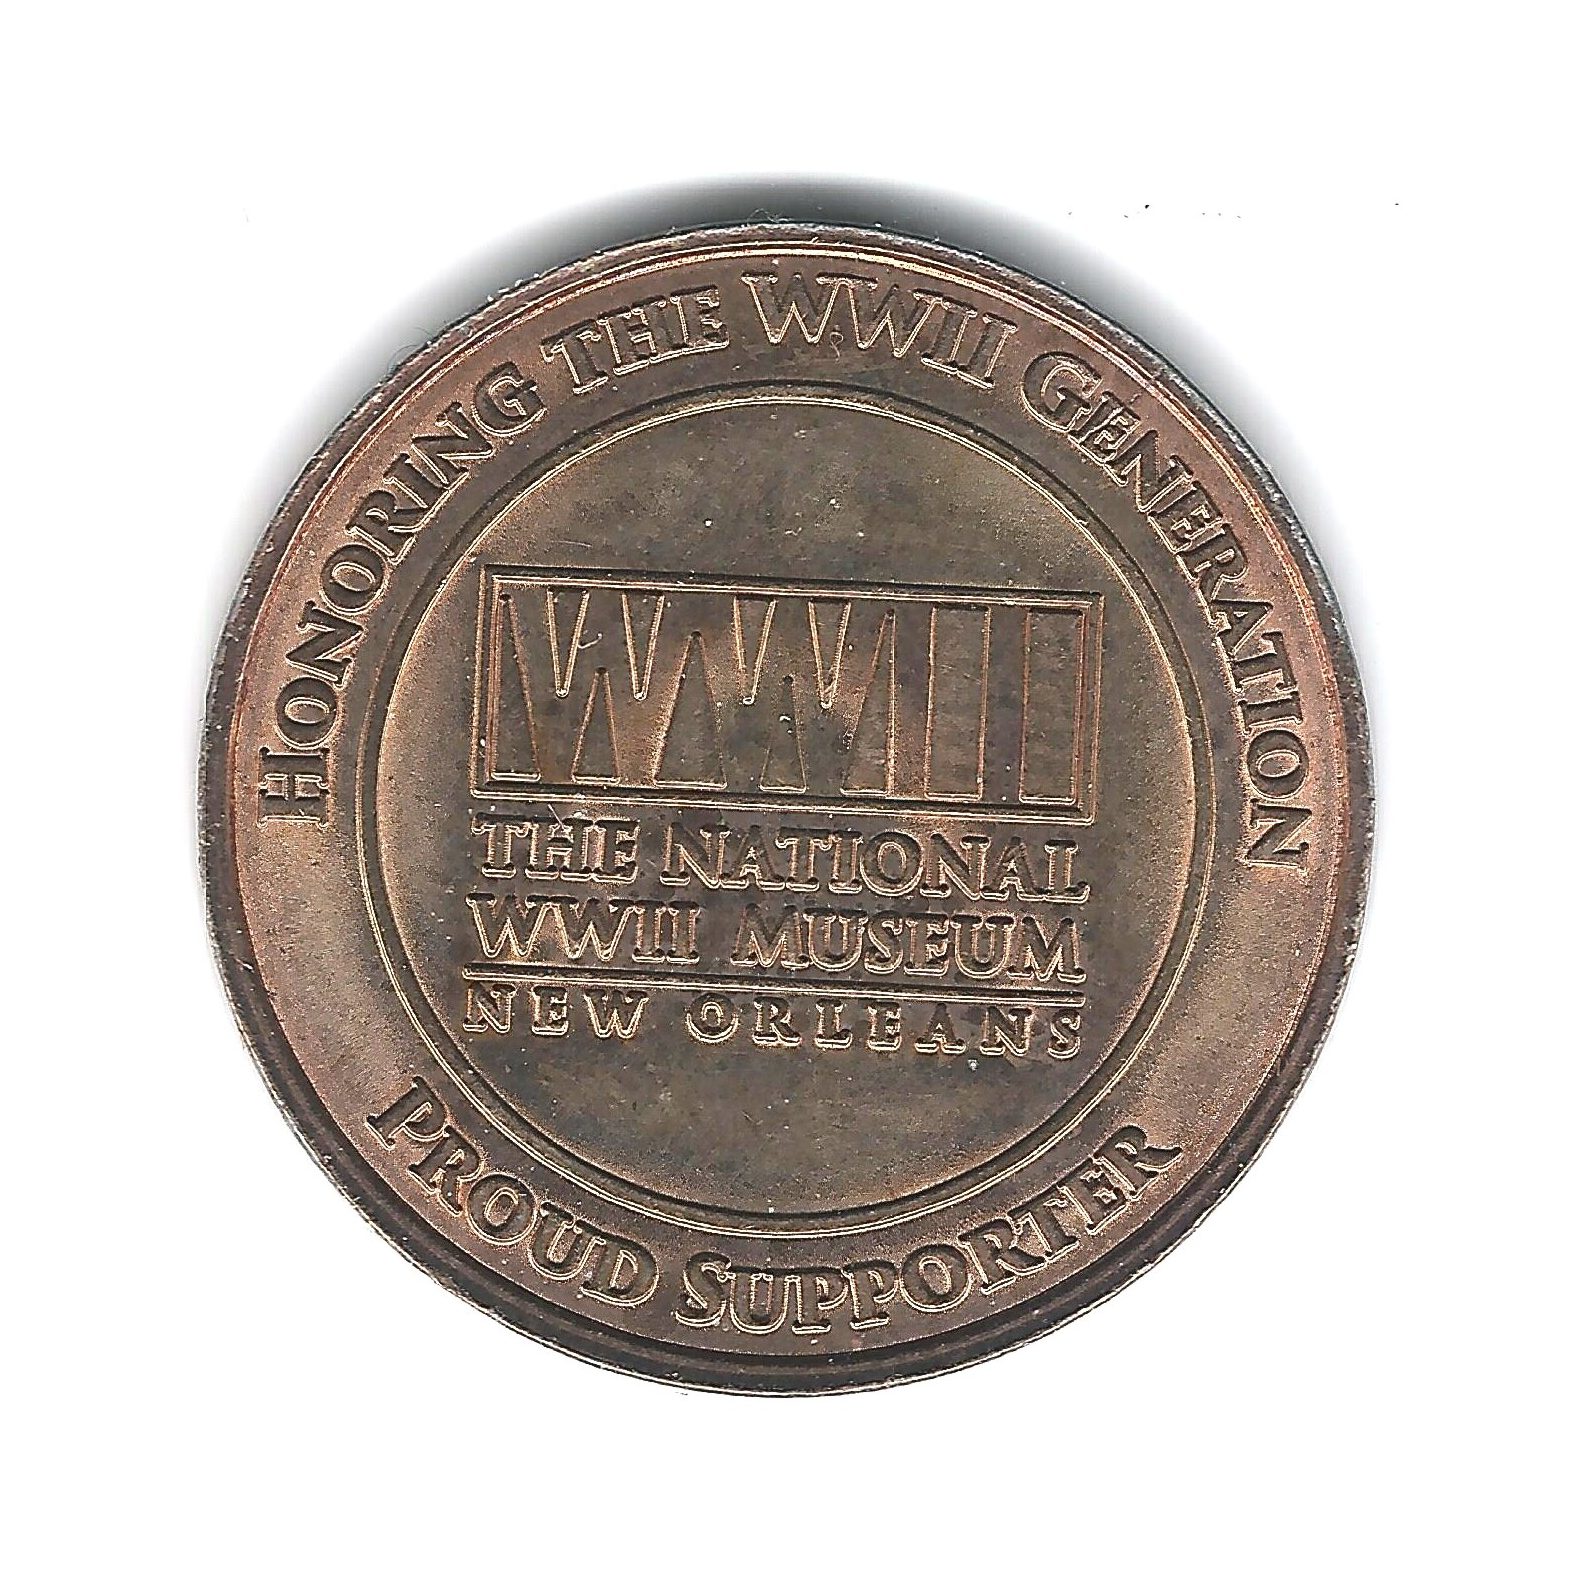 HONORING THE WWII GENERATION
WWII
THE NATIONAL
WWII MUSEUM
NEW ORLEANS
PROUD SUPPORTER